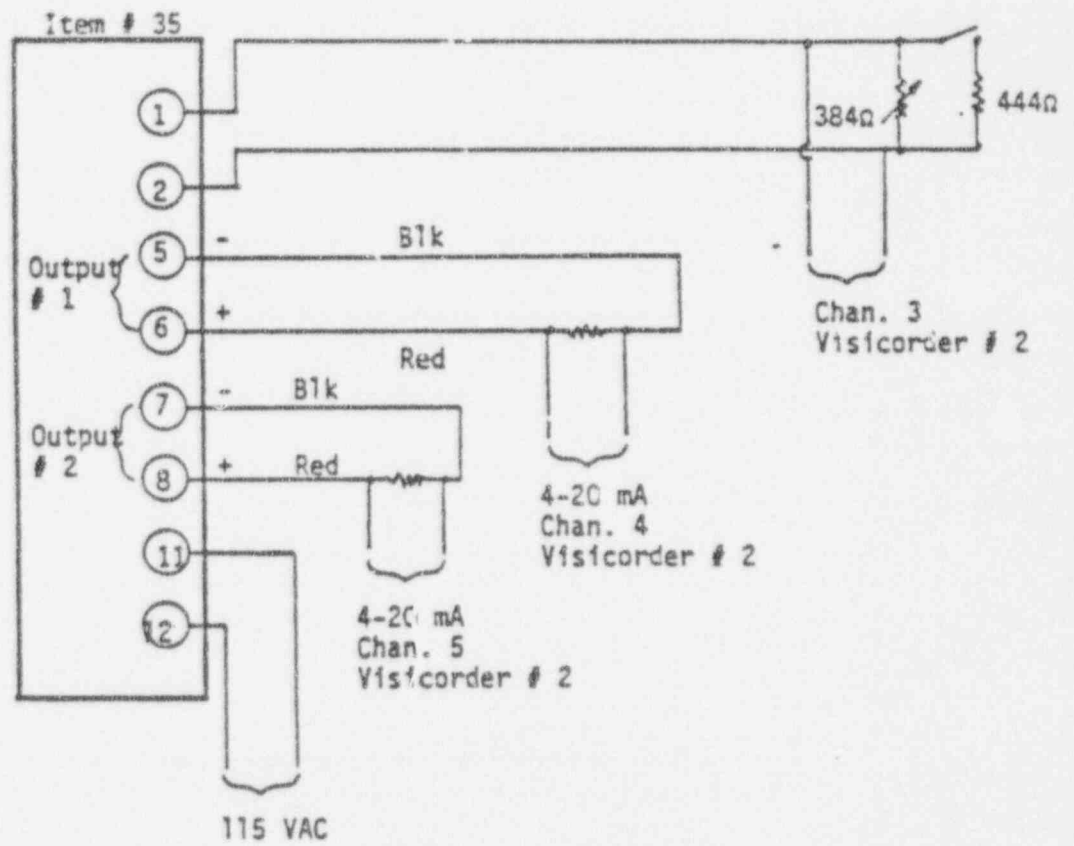 Item # 35
1
2
384Ω
444Ω
5
-
Blk
Output
# 1
6
+
Red
Chan. 3
Visicorder # 2
7
-
Blk
Output
# 2
8
+
Red
4-20 mA
Chan. 4
Visicorder # 2
11
12
4-20 mA
Chan. 5
Visicorder # 2
115 VAC